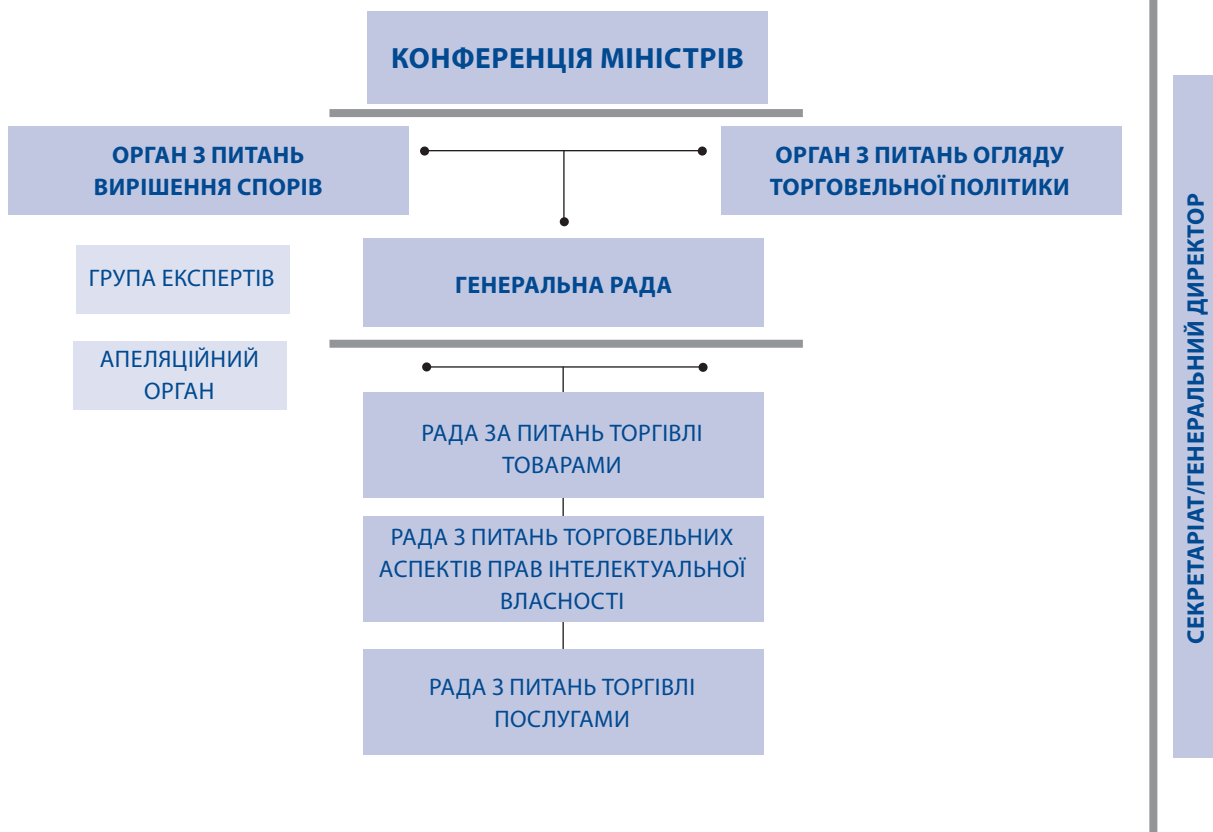 КОНФЕРЕНЦІЯ МІНІСТРІВ
ОРГАН З ПИТАНЬ
ВИРІШЕННЯ СПОРІВ
ОРГАН З ПИТАНЬ ОГЛЯДУ
ТОРГОВЕЛЬНОЇ ПОЛІТИКИ
ГРУПА ЕКСПЕРТІВ
ГЕНЕРАЛЬНА РАДА
АПЕЛЯЦІЙНИЙ
ОРГАН
РАДА ЗА ПИТАНЬ ТОРГІВЛІ
ТОВАРАМИ
РАДА З ПИТАНЬ ТОРГОВЕЛЬНИХ
АСПЕКТІВ ПРАВ ІНТЕЛЕКТУАЛЬНОЇ
ВЛАСНОСТІ
РАДА З ПИТАНЬ ТОРГІВЛІ
ПОСЛУГАМИ
СЕКРЕТАРІАТ/ГЕНЕРАЛЬНИЙ ДИРЕКТОР